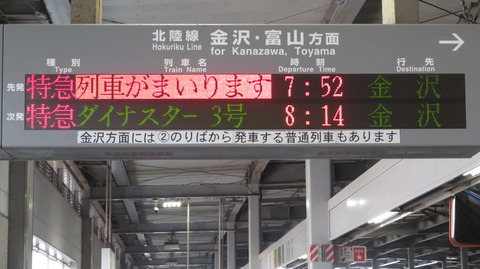 北陸線 金沢・富山方面
Hokuriku Line for Kanazawa, Toyama
種別 列車名 時刻 行先
Type Train Name Departure Time Destination
先発 特急 列車がまいります 7:52 金沢
次発 特急 ダイナスター 3号 8:14 金沢
金沢方面には②のりばから発車する普通列車もあります